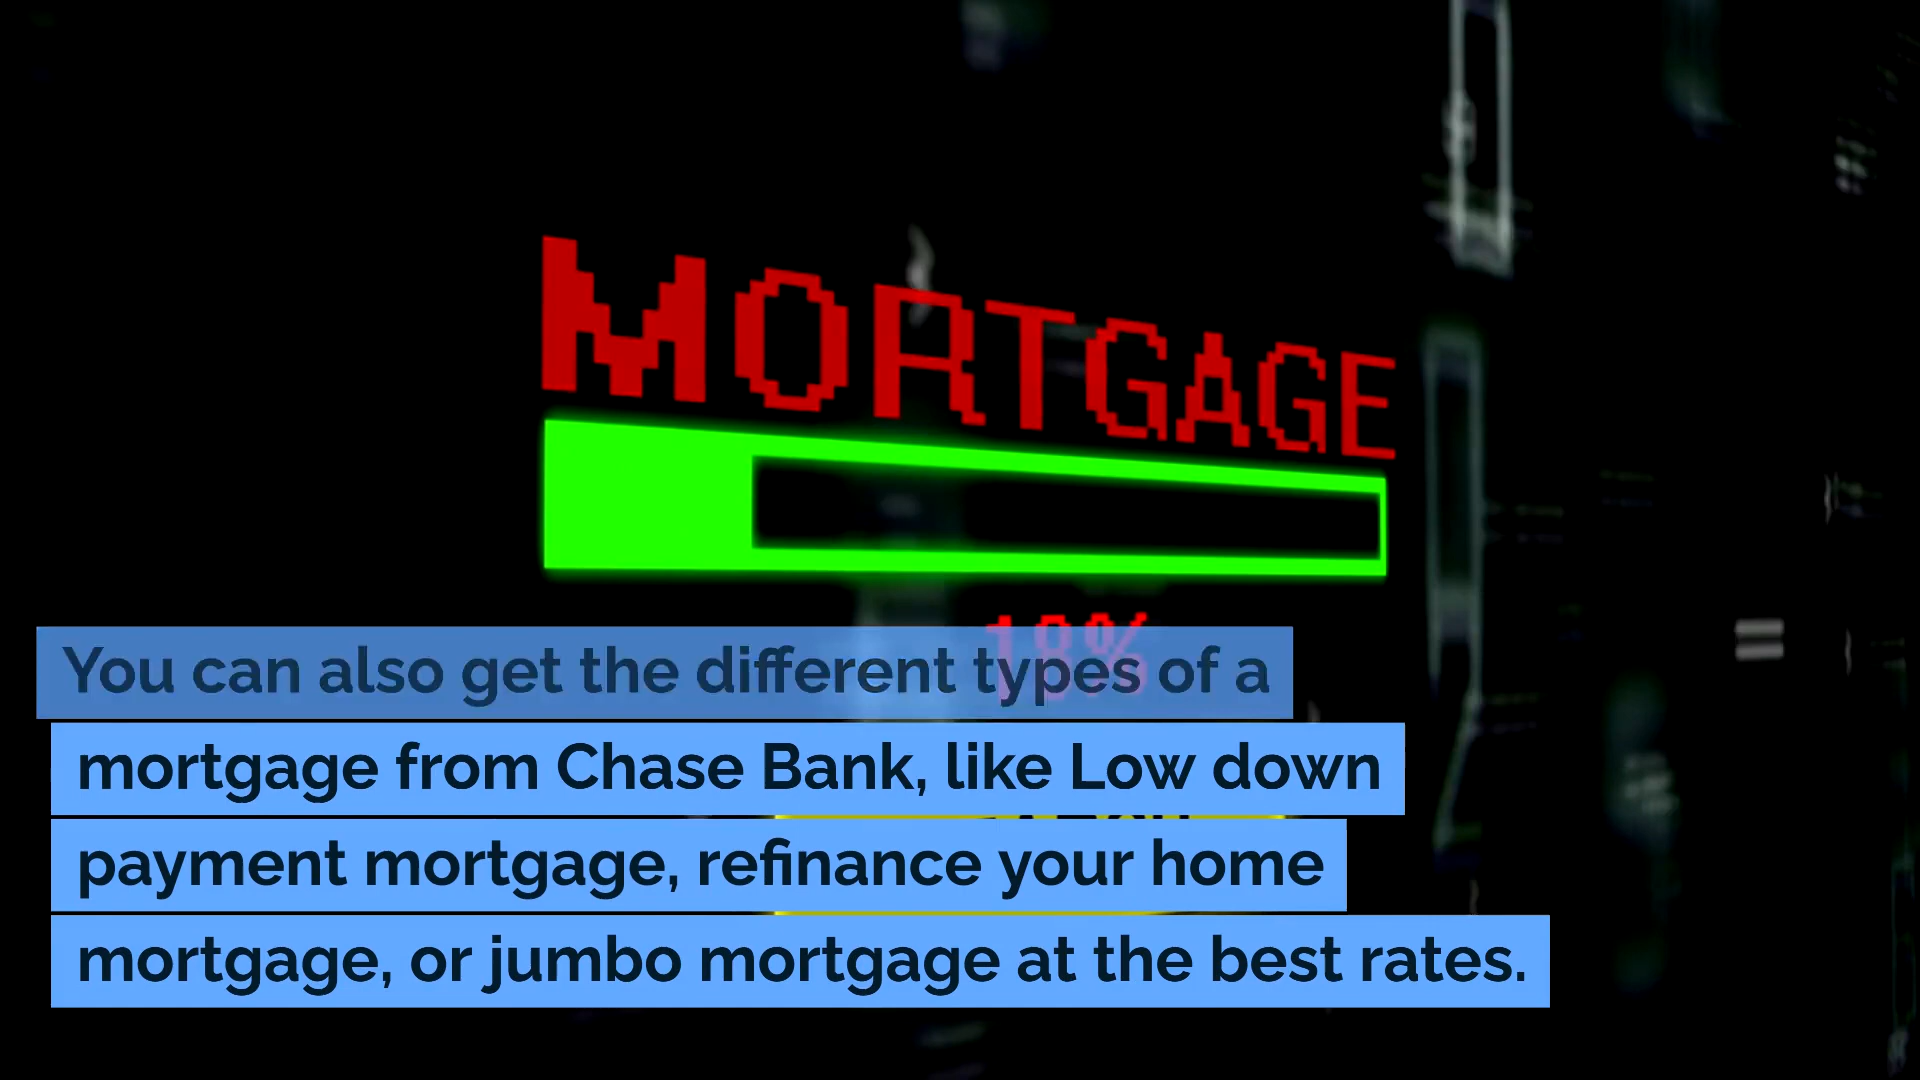 MORTGAGE
18%
You can also get the different types of a
mortgage from Chase Bank, like Low down
payment mortgage, refinance your home
mortgage, or jumbo mortgage at the best rates.